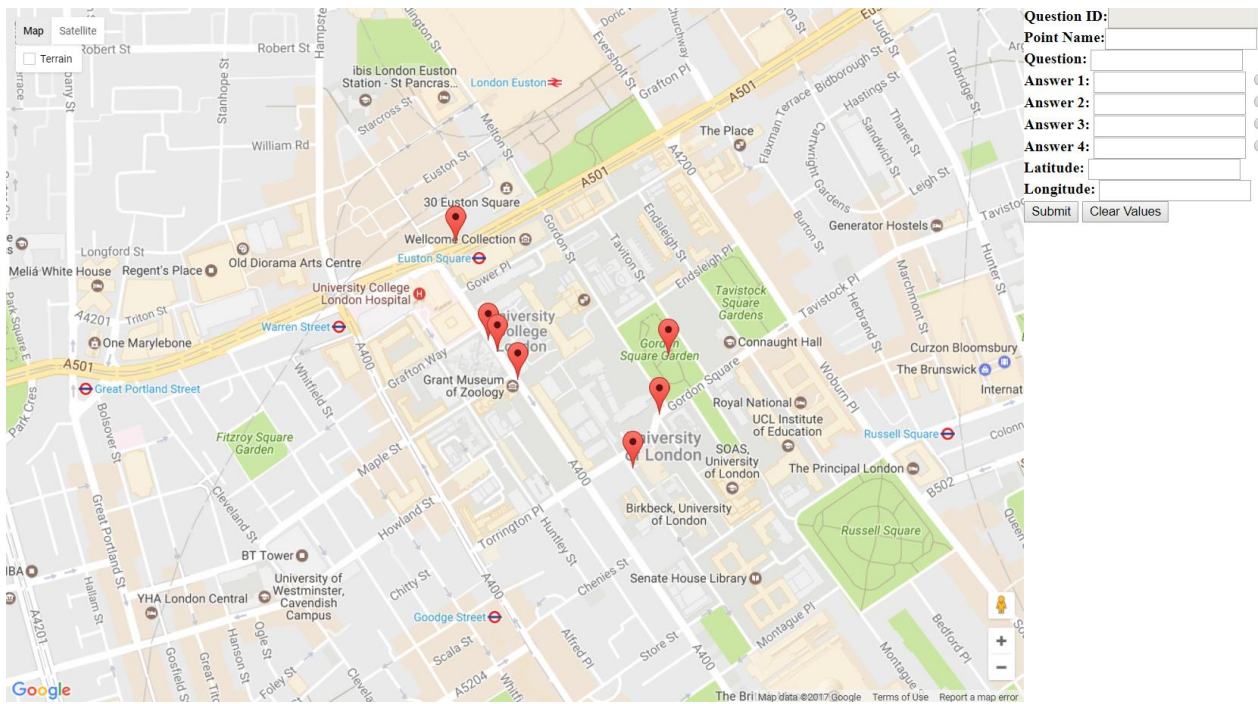 Map Satellite
Terrain
Robert St
Robert St
Stanhope St
ibis London Euston
Station - St Pancras...
London Euston
Starcross St
Melton St
William Rd
Euston St
Eversholt St
Churchway
Grafton Pl
A501
A4200
The Place
Flaxman Terrace
Bidborough St
Hastings St
Cartwright Gardens
Sandwich St
Thanet St
Judd St
Tonbridge St
Leigh St
A501
30 Euston Square
Wellcome Collection
Euston Square
Gordon St
Endsleigh St
Taviton St
Endsleigh Pl
Burton St
Generator Hostels
Hunter St
Longford St
Old Diorama Arts Centre
Meliá White House
Regent's Place
University College
London Hospital
Gower Pl
Tavistock
Square
Gardens
Tavistock Pl
Herbrand St
Marchmont St
A4201
Triton St
Warren Street
One Marylebone
Park Square E
A501
Great Portland Street
Park Cres
Bolsover St
Whitfield St
A400
Grafton Way
Grant Museum
of Zoology
Square Garden
Gordon Square
Connaught Hall
Woburn Pl
Curzon Bloomsbury
The Brunswick
Royal National
UCL Institute
of Education
Russell Square
Fitzroy Square
Garden
Maple St
A400
of London
SOAS,
University
of London
The Principal London
B502
Cleveland St
Howland St
Torrington Pl
Huntley St
Birkbeck, University
of London
Russell Square
Great Portland St
BT Tower
University of
Westminster,
Cavendish
Campus
Chitty St
A400
Chenies St
Senate House Library
Hallam St
YHA London Central
Goodge Street
Montague Pl
Bedford Pl
A4201
Hanson St
Ogle St
Scala St
Alfred Pl
Store St
A400
Gosfield St
Foley St
A5204
Google
Map data ©2017 Google Terms of Use Report a map error
Question ID:
Point Name:
Question:
Answer 1:
Answer 2:
Answer 3:
Answer 4:
Latitude:
Longitude:
Submit Clear Values